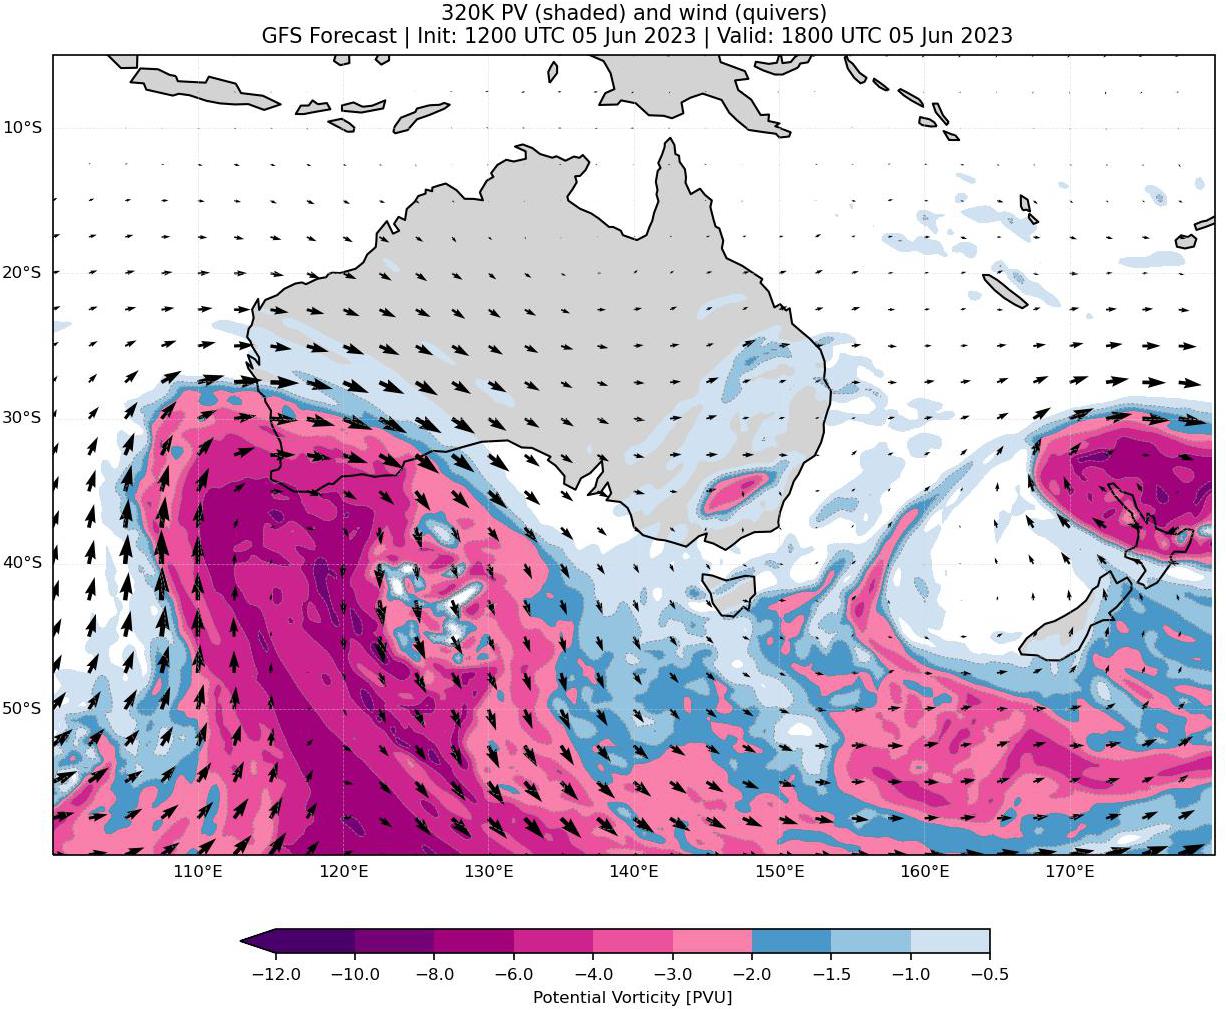 320K PV (shaded) and wind (quivers)
GFS Forecast | Init: 1200 UTC 05 Jun 2023 | Valid: 1800 UTC 05 Jun 2023
10°S
20°S
30°S
40°S
50°S
110°E 120°E 130°E 140°E 150°E 160°E 170°E
−12.0 −10.0 −8.0 −6.0 −4.0 −3.0 −2.0 −1.5 −1.0 −0.5
Potential Vorticity [PVU]